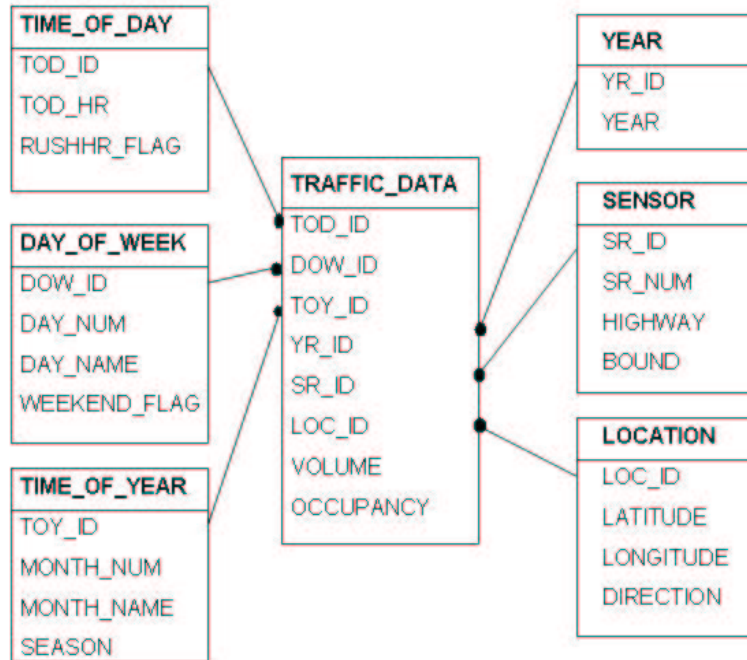 TIME_OF_DAY
TOD_ID
TOD_HR
RUSHHR_FLAG
DAY_OF_WEEK
DOW_ID
DAY_NUM
DAY_NAME
WEEKEND_FLAG
TIME_OF_YEAR
TOY_ID
MONTH_NUM
MONTH_NAME
SEASON
TRAFFIC_DATA
TOD_ID
DOW_ID
TOY_ID
YR_ID
SR_ID
LOC_ID
VOLUME
OCCUPANCY
YEAR
YR_ID
YEAR
SENSOR
SR_ID
SR_NUM
HIGHWAY
BOUND
LOCATION
LOC_ID
LATITUDE
LONGITUDE
DIRECTION